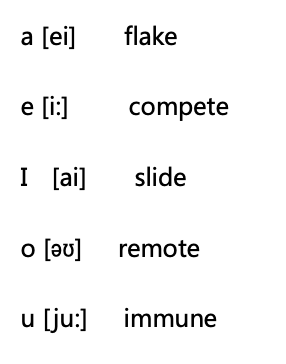 a [ei] flake
e [i:] compete
I [ai] slide
o [əʊ] remote
u [ju:] immune